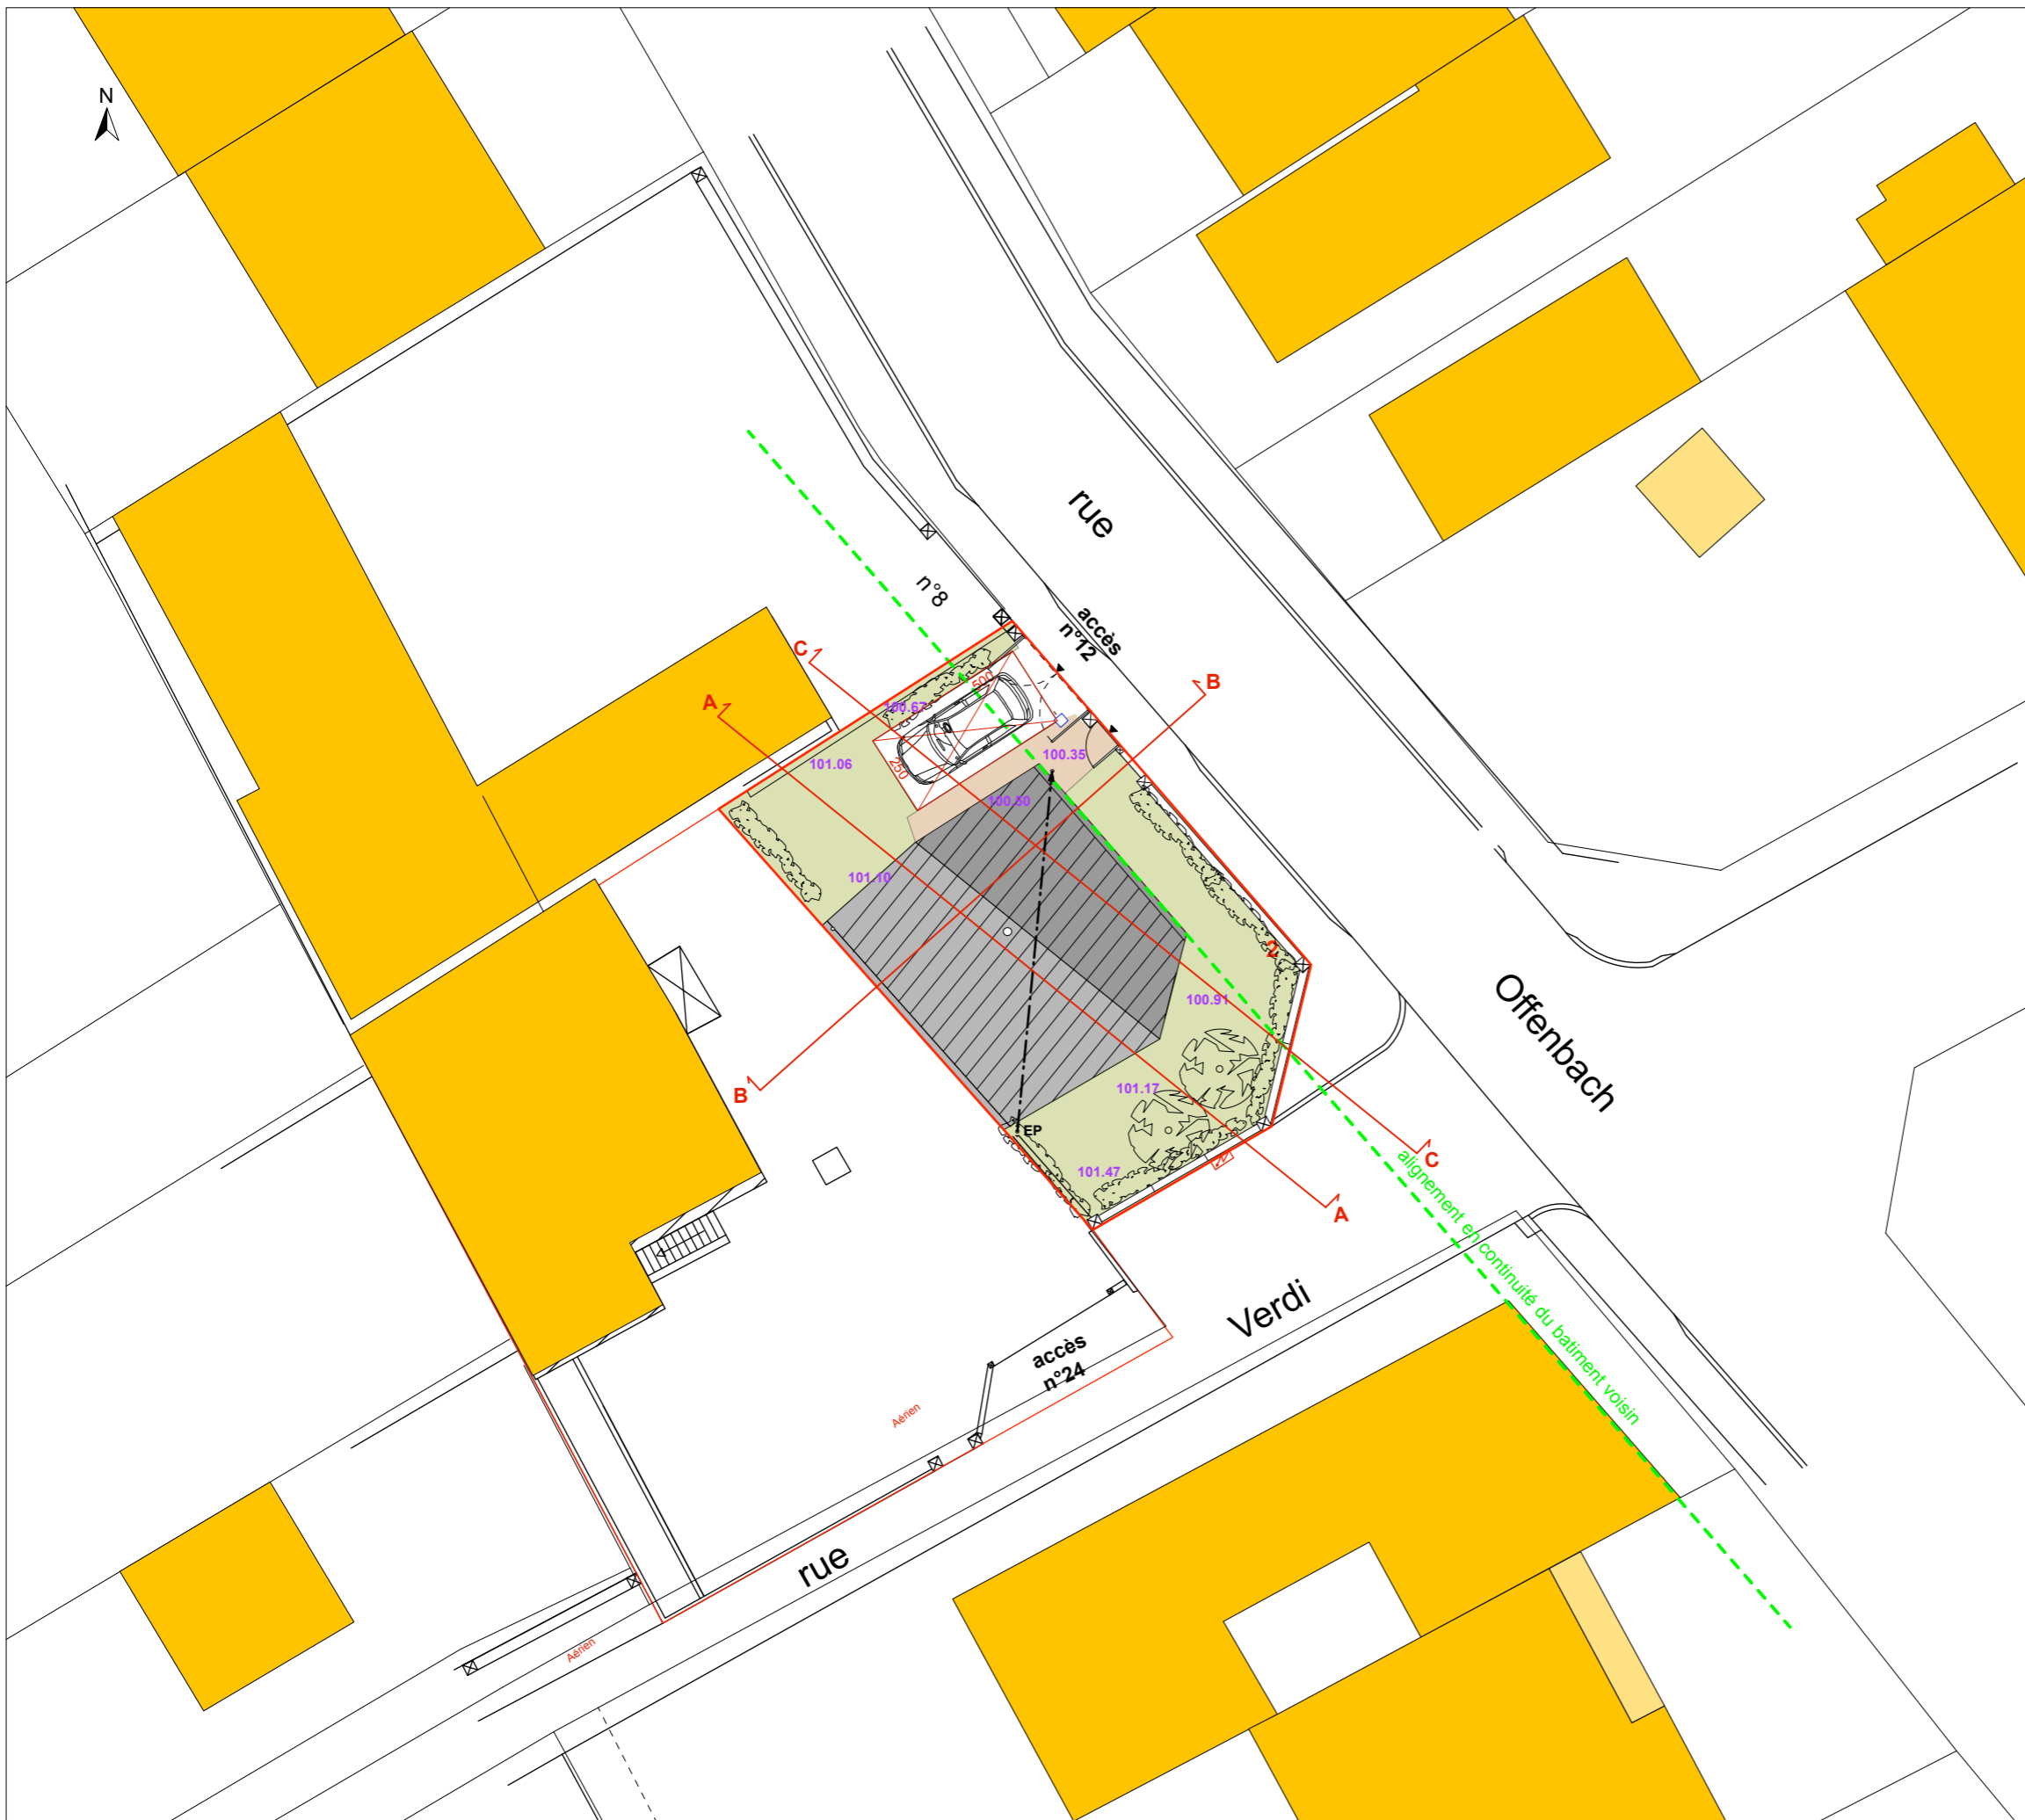 N
rue
n°8
accès
n°12
C
B
A
500
100.67
100.35
101.06
250
100.50
101.10
2
100.91
Offenbach
B
101.17
EP
C
alignement en continuité du batiment voisin
101.47
A
Verdi
accès
n°24
Aérien
rue
Aérien